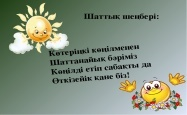 Шаттық шеңбері:
Көтеріңкі көңілменен
Шаттанайық бәріміз
Көңілді етіп сабақты да
Өткізейік кане біз!